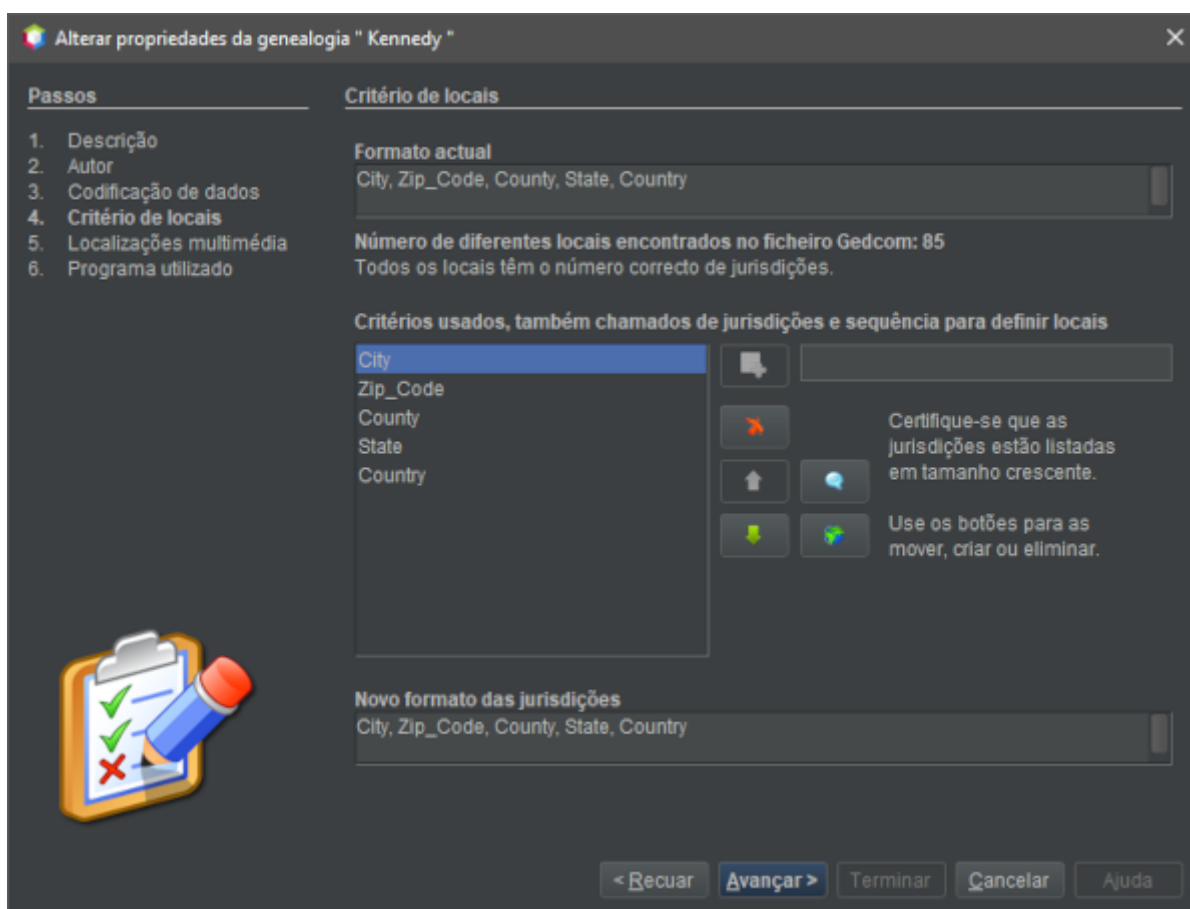 Alterar propriedades da genealogia " Kennedy "
Passos
1. Descrição
2. Autor
3. Codificação de dados
4. Critério de locais
5. Localizações multimédia
6. Programa utilizado
Critério de locais
Formato actual
City, Zip_Code, County, State, Country
Número de diferentes locais encontrados no ficheiro Gedcom: 85
Todos os locais têm o número correcto de jurisdições.
Critérios usados, também chamados de jurisdições e sequência para definir locais
City
Zip_Code
County
State
Country
Certifique-se que as
jurisdições estão listadas
em tamanho crescente.
Use os botões para as
mover, criar ou eliminar.
Novo formato das jurisdições
City, Zip_Code, County, State, Country
< Recuar
Avançar >
Terminar
Cancelar
Ajuda